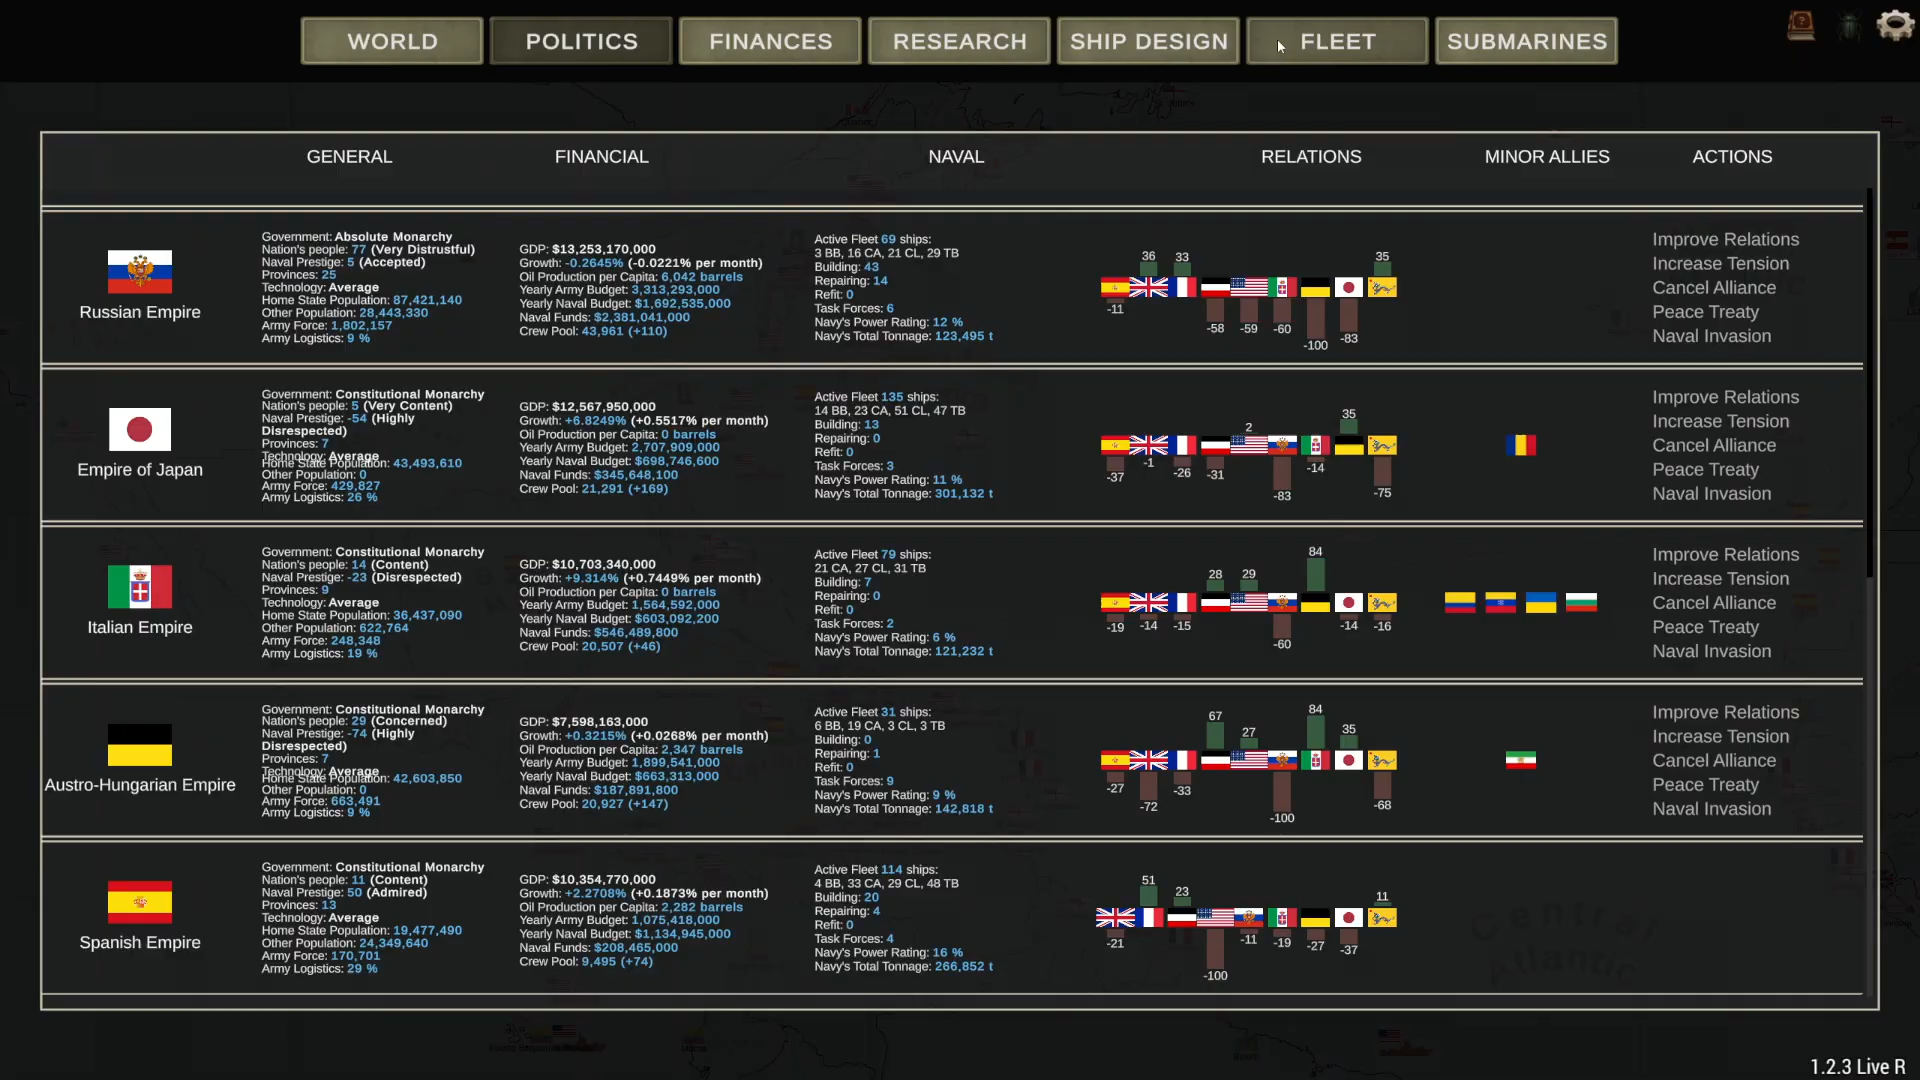 WORLD POLITICS FINANCES RESEARCH SHIP DESIGN FLEET SUBMARINES
GENERAL FINANCIAL NAVAL RELATIONS MINOR ALLIES ACTIONS
Russian Empire
Government: Absolute Monarchy
Nation's people: 77 (Very Distrustful)
Naval Prestige: 5 (Accepted)
Provinces: 25
Technology: Average
Home State Population: 87,421,140
Other Population: 28,443,330
Army Force: 1,802,157
Army Logistics: 9 %
GDP: $13,253,170,000
Growth: -0.2645% (-0.0221% per month)
Oil Production per Capita: 6,042 barrels
Yearly Army Budget: 3,313,293,000
Yearly Naval Budget: $1,692,535,000
Naval Funds: $2,381,041,000
Crew Pool: 43,961 (+110)
Active Fleet 69 ships:
3 BB, 16 CA, 21 CL, 29 TB
Building: 43
Repairing: 14
Refit: 0
Task Forces: 6
Navy's Power Rating: 12 %
Navy's Total Tonnage: 123,495 t
36 33 35
-11 -58 -59 -60 -100 -83
Improve Relations
Increase Tension
Cancel Alliance
Peace Treaty
Naval Invasion
Empire of Japan
Government: Constitutional Monarchy
Nation's people: 5 (Very Content)
Naval Prestige: -54 (Highly
Disrespected)
Provinces: 7
Technology: Average
Home State Population: 43,493,610
Other Population: 0
Army Force: 429,827
Army Logistics: 26 %
GDP: $12,567,950,000
Growth: +6.8249% (+0.5517% per month)
Oil Production per Capita: 0 barrels
Yearly Army Budget: 2,707,909,000
Yearly Naval Budget: $698,746,600
Naval Funds: $345,648,100
Crew Pool: 21,291 (+169)
Active Fleet 135 ships:
14 BB, 23 CA, 51 CL, 47 TB
Building: 13
Repairing: 0
Refit: 0
Task Forces: 3
Navy's Power Rating: 11 %
Navy's Total Tonnage: 301,132 t
2 35
-37 -1 -26 -31 -83 -14 -75
Improve Relations
Increase Tension
Cancel Alliance
Peace Treaty
Naval Invasion
Italian Empire
Government: Constitutional Monarchy
Nation's people: 14 (Content)
Naval Prestige: -23 (Disrespected)
Provinces: 9
Technology: Average
Home State Population: 36,437,090
Other Population: 622,764
Army Force: 248,348
Army Logistics: 19 %
GDP: $10,703,340,000
Growth: +9.314% (+0.7449% per month)
Oil Production per Capita: 0 barrels
Yearly Army Budget: 1,564,592,000
Yearly Naval Budget: $603,092,200
Naval Funds: $546,489,800
Crew Pool: 20,507 (+46)
Active Fleet 79 ships:
21 CA, 27 CL, 31 TB
Building: 7
Repairing: 0
Refit: 0
Task Forces: 2
Navy's Power Rating: 6 %
Navy's Total Tonnage: 121,232 t
28 29 84
-19 -14 -15 -60 -14 -16
Improve Relations
Increase Tension
Cancel Alliance
Peace Treaty
Naval Invasion
Austro-Hungarian Empire
Government: Constitutional Monarchy
Nation's people: 29 (Concerned)
Naval Prestige: -74 (Highly
Disrespected)
Provinces: 7
Technology: Average
Home State Population: 42,603,850
Other Population: 0
Army Force: 663,491
Army Logistics: 9 %
GDP: $7,598,163,000
Growth: +0.3215% (+0.0268% per month)
Oil Production per Capita: 2,347 barrels
Yearly Army Budget: 1,899,541,000
Yearly Naval Budget: $663,313,000
Naval Funds: $187,891,800
Crew Pool: 20,927 (+147)
Active Fleet 31 ships:
6 BB, 19 CA, 3 CL, 3 TB
Building: 0
Repairing: 1
Refit: 0
Task Forces: 9
Navy's Power Rating: 9 %
Navy's Total Tonnage: 142,818 t
67 27 84 35
-27 -72 -33 -100 -68
Improve Relations
Increase Tension
Cancel Alliance
Peace Treaty
Naval Invasion
Spanish Empire
Government: Constitutional Monarchy
Nation's people: 11 (Content)
Naval Prestige: 50 (Admired)
Provinces: 13
Technology: Average
Home State Population: 19,477,490
Other Population: 24,349,640
Army Force: 170,701
Army Logistics: 29 %
GDP: $10,354,770,000
Growth: +2.2708% (+0.1873% per month)
Oil Production per Capita: 2,282 barrels
Yearly Army Budget: 1,075,418,000
Yearly Naval Budget: $1,134,945,000
Naval Funds: $208,465,000
Crew Pool: 9,495 (+74)
Active Fleet 114 ships:
4 BB, 33 CA, 29 CL, 48 TB
Building: 20
Repairing: 4
Refit: 0
Task Forces: 4
Navy's Power Rating: 16 %
Navy's Total Tonnage: 266,852 t
51 23 11
-21 -100 -11 -19 -27 -37
Central
Atlantic
1.2.3 Live R